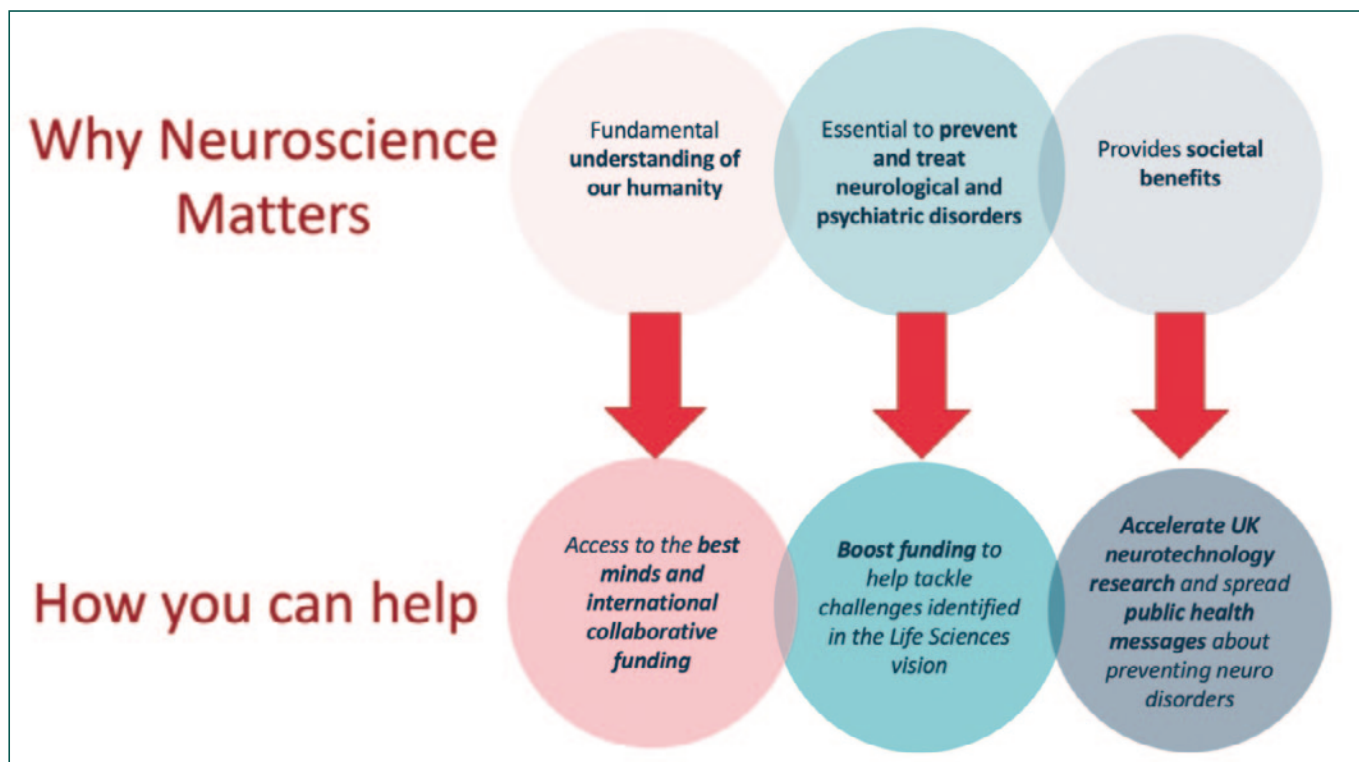 Why Neuroscience
Matters
Fundamental
understanding of
our humanity
Essential to prevent
and treat
neurological and
psychiatric disorders
Provides societal
benefits
How you can help
Access to the best
minds and
international
collaborative
funding
Boost funding to
help tackle
challenges identified
in the Life Sciences
vision
Accelerate UK
neurotechnology
research and spread
public health
messages about
preventing neuro
disorders